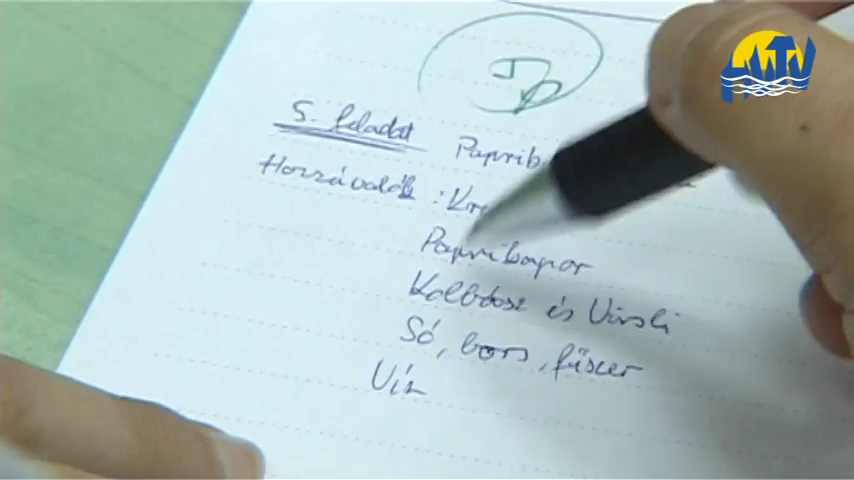 5. feladat
Hozzávalók:
Paprikapor
Kolbász és Virsli
Só, bors, fűszer
Víz